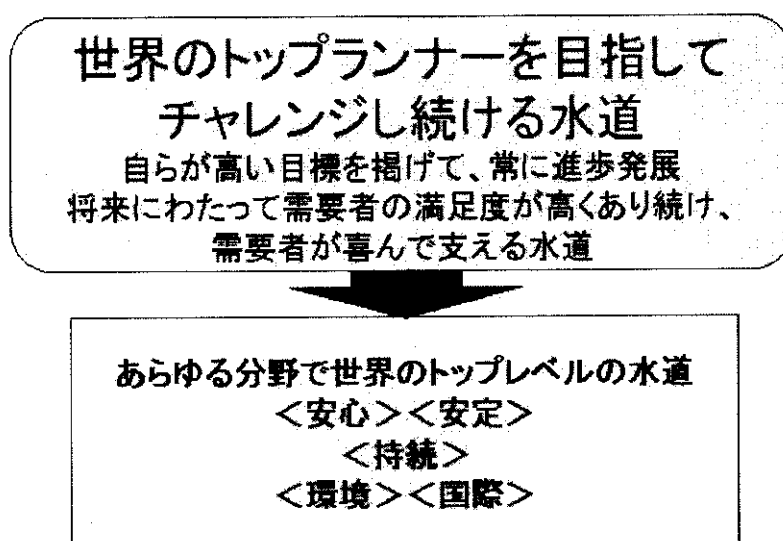 世界のトップランナーを目指して
チャレンジし続ける水道
自らが高い目標を掲げて、常に進歩発展
将来にわたって需要者の満足度が高くあり続け、
需要者が喜んで支える水道
あらゆる分野で世界のトップレベルの水道
<安心><安定>
<持続>
<環境><国際>